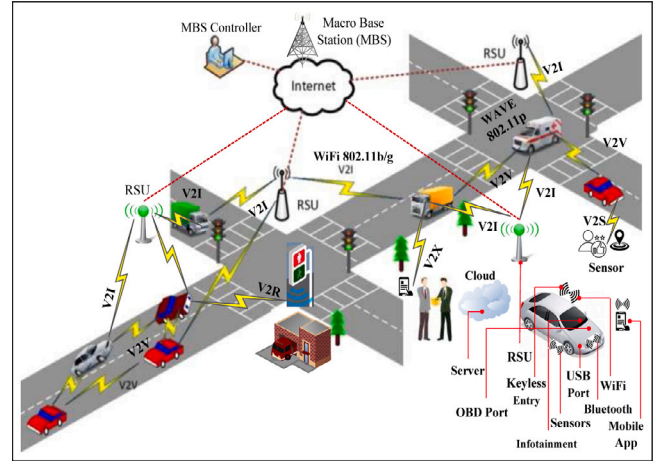 MBS Controller
Macro Base
Station (MBS)
RSU
V2I
Internet
WAVE
802.11p
WiFi 802.11b/g
V2I
V2V
V2V
RSU
V2I
V2I
RSU
V2I
V2I
V2S
V2I
V2X
Sensor
V2R
Cloud
V2V
V2V
Server
RSU
USB
Port
WiFi
Keyless
Entry
OBD Port
Bluetooth
Sensors
Mobile
App
Infotainment